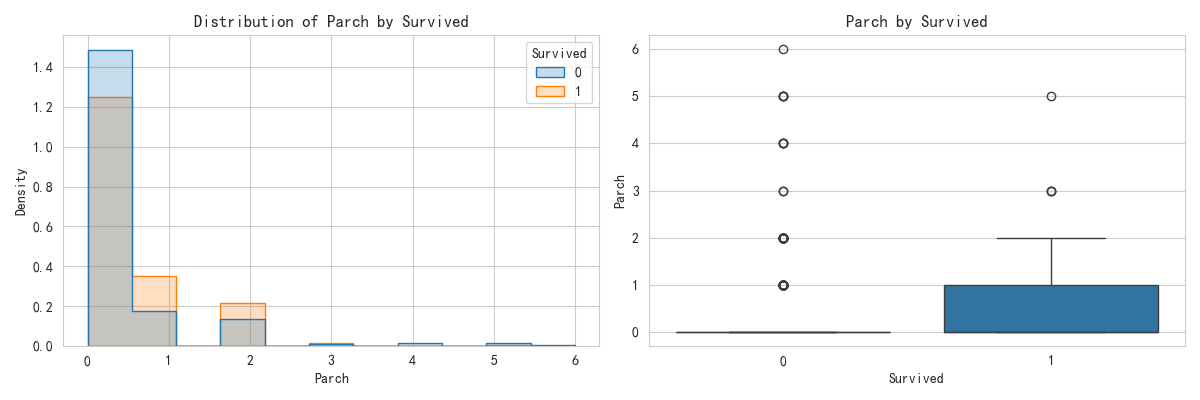 Distribution of Parch by Survived
Density
1.4
1.2
1.0
0.8
0.6
0.4
0.2
0.0
0 1 2 3 4 5 6
Parch
Survived
0
1
Parch by Survived
Parch
6
5
4
3
2
1
0
0 1
Survived